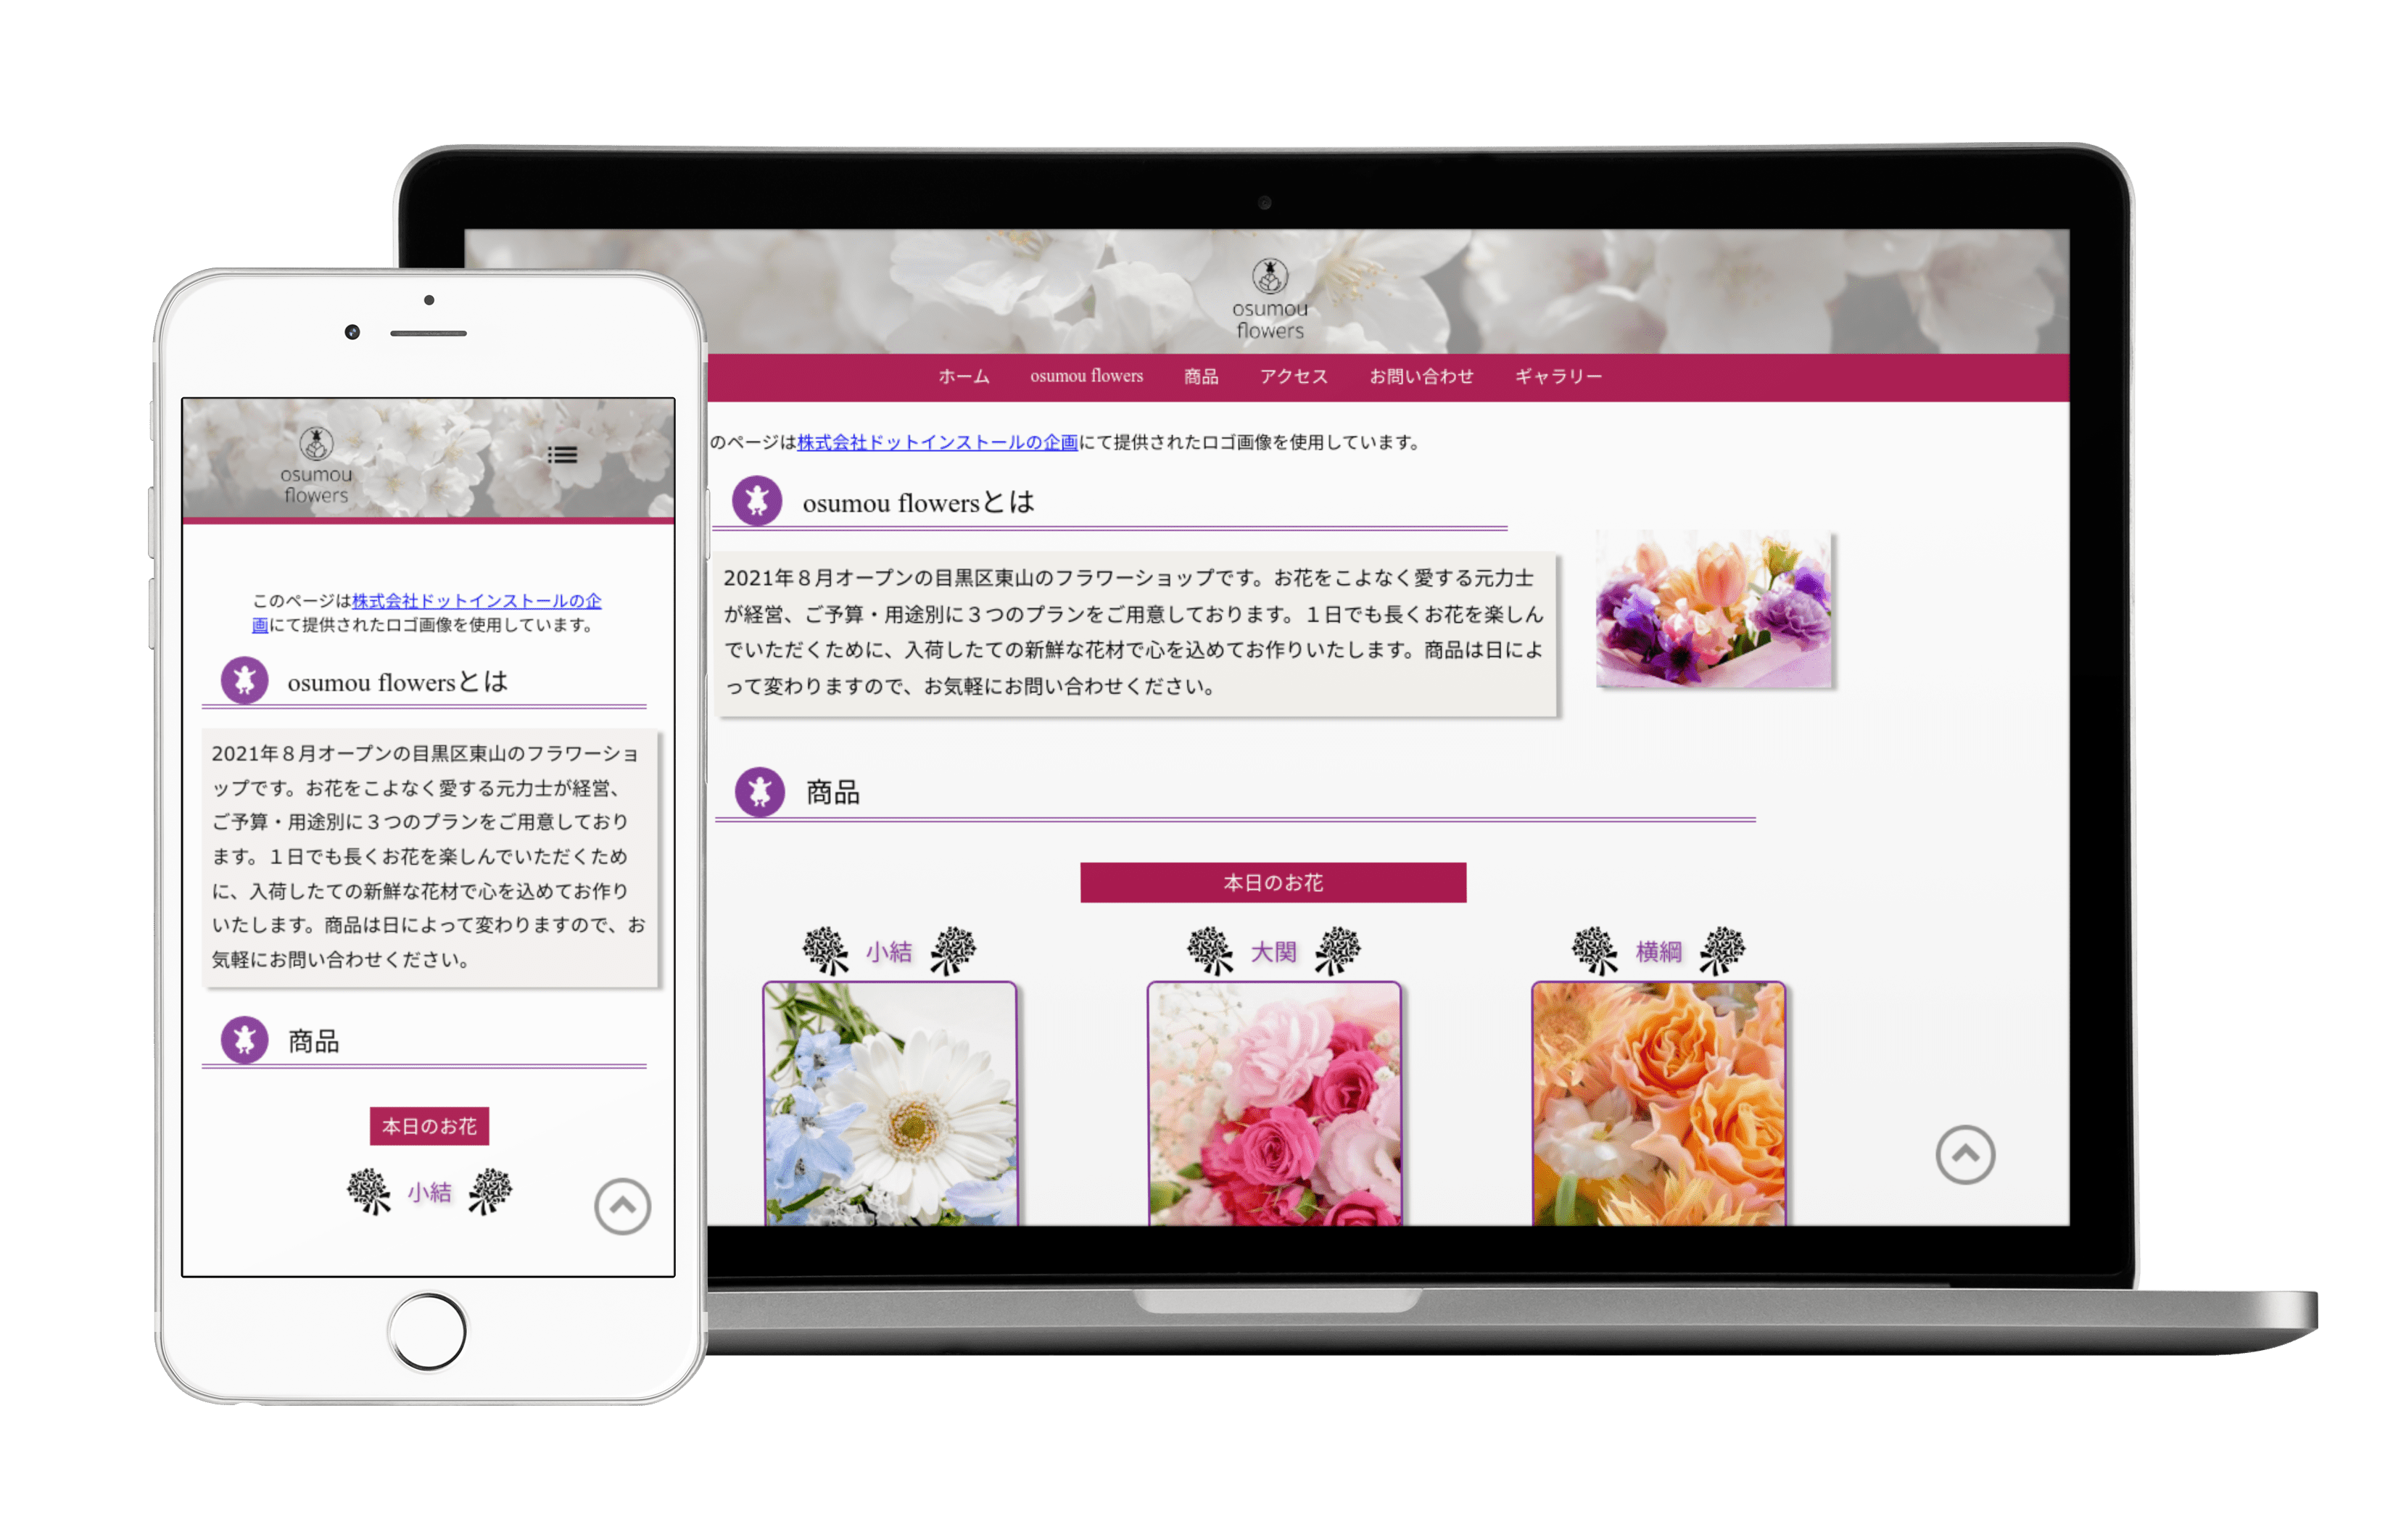 osumou
flowers
ホーム osumou flowers 商品 アクセス お問い合わせ ギャラリー
のページは株式会社ドットインストールの企画にて提供されたロゴ画像を使用しています。
osumou flowersとは
2021年８月オープンの目黒区東山のフラワーショップです。お花をこよなく愛する元力士
が経営、ご予算・用途別に３つのプランをご用意しております。１日でも長くお花を楽しん
でいただくために、入荷したての新鮮な花材で心を込めてお作りいたします。商品は日によ
って変わりますので、お気軽にお問い合わせください。
商品
本日のお花
小結 大関 横綱
osumou
flowers
このページは株式会社ドットインストールの企
画にて提供されたロゴ画像を使用しています。
osumou flowersとは
2021年８月オープンの目黒区東山のフラワーショ
ップです。お花をこよなく愛する元力士が経営、
ご予算・用途別に３つのプランをご用意しており
ます。１日でも長くお花を楽しんでいただくため
に、入荷したての新鮮な花材で心を込めてお作り
いたします。商品は日によって変わりますので、お
気軽にお問い合わせください。
商品
本日のお花
小結